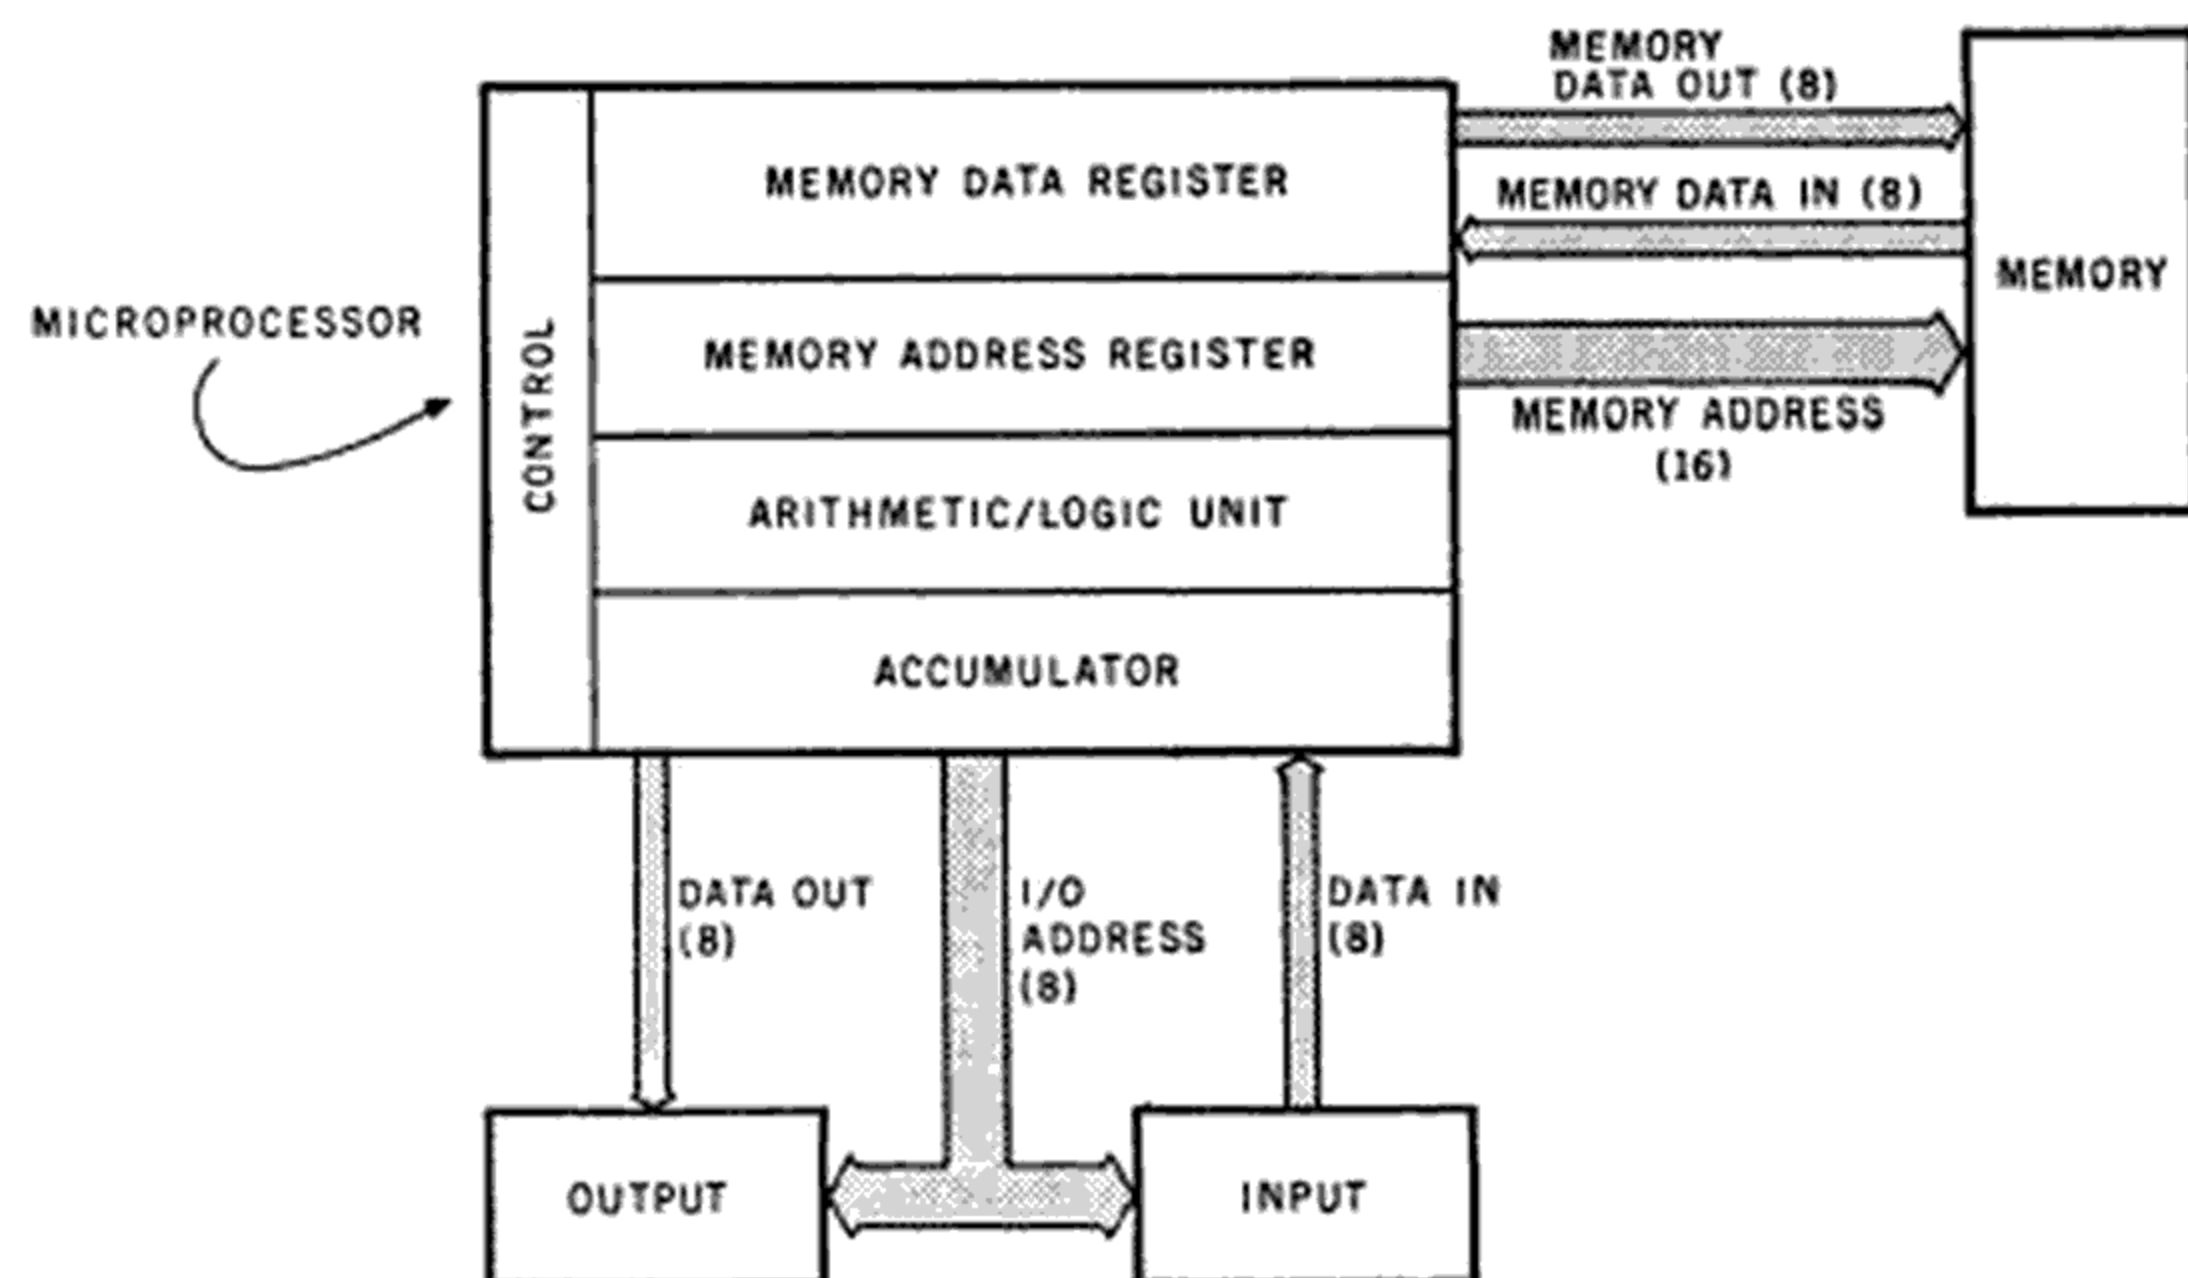 MEMORY
DATA OUT (8)
MEMORY DATA REGISTER
MEMORY DATA IN (8)
MEMORY
MICROPROCESSOR
CONTROL
MEMORY ADDRESS REGISTER
MEMORY ADDRESS
(16)
ARITHMETIC/LOGIC UNIT
ACCUMULATOR
DATA OUT
(8)
I/O
ADDRESS
(8)
DATA IN
(8)
OUTPUT
INPUT